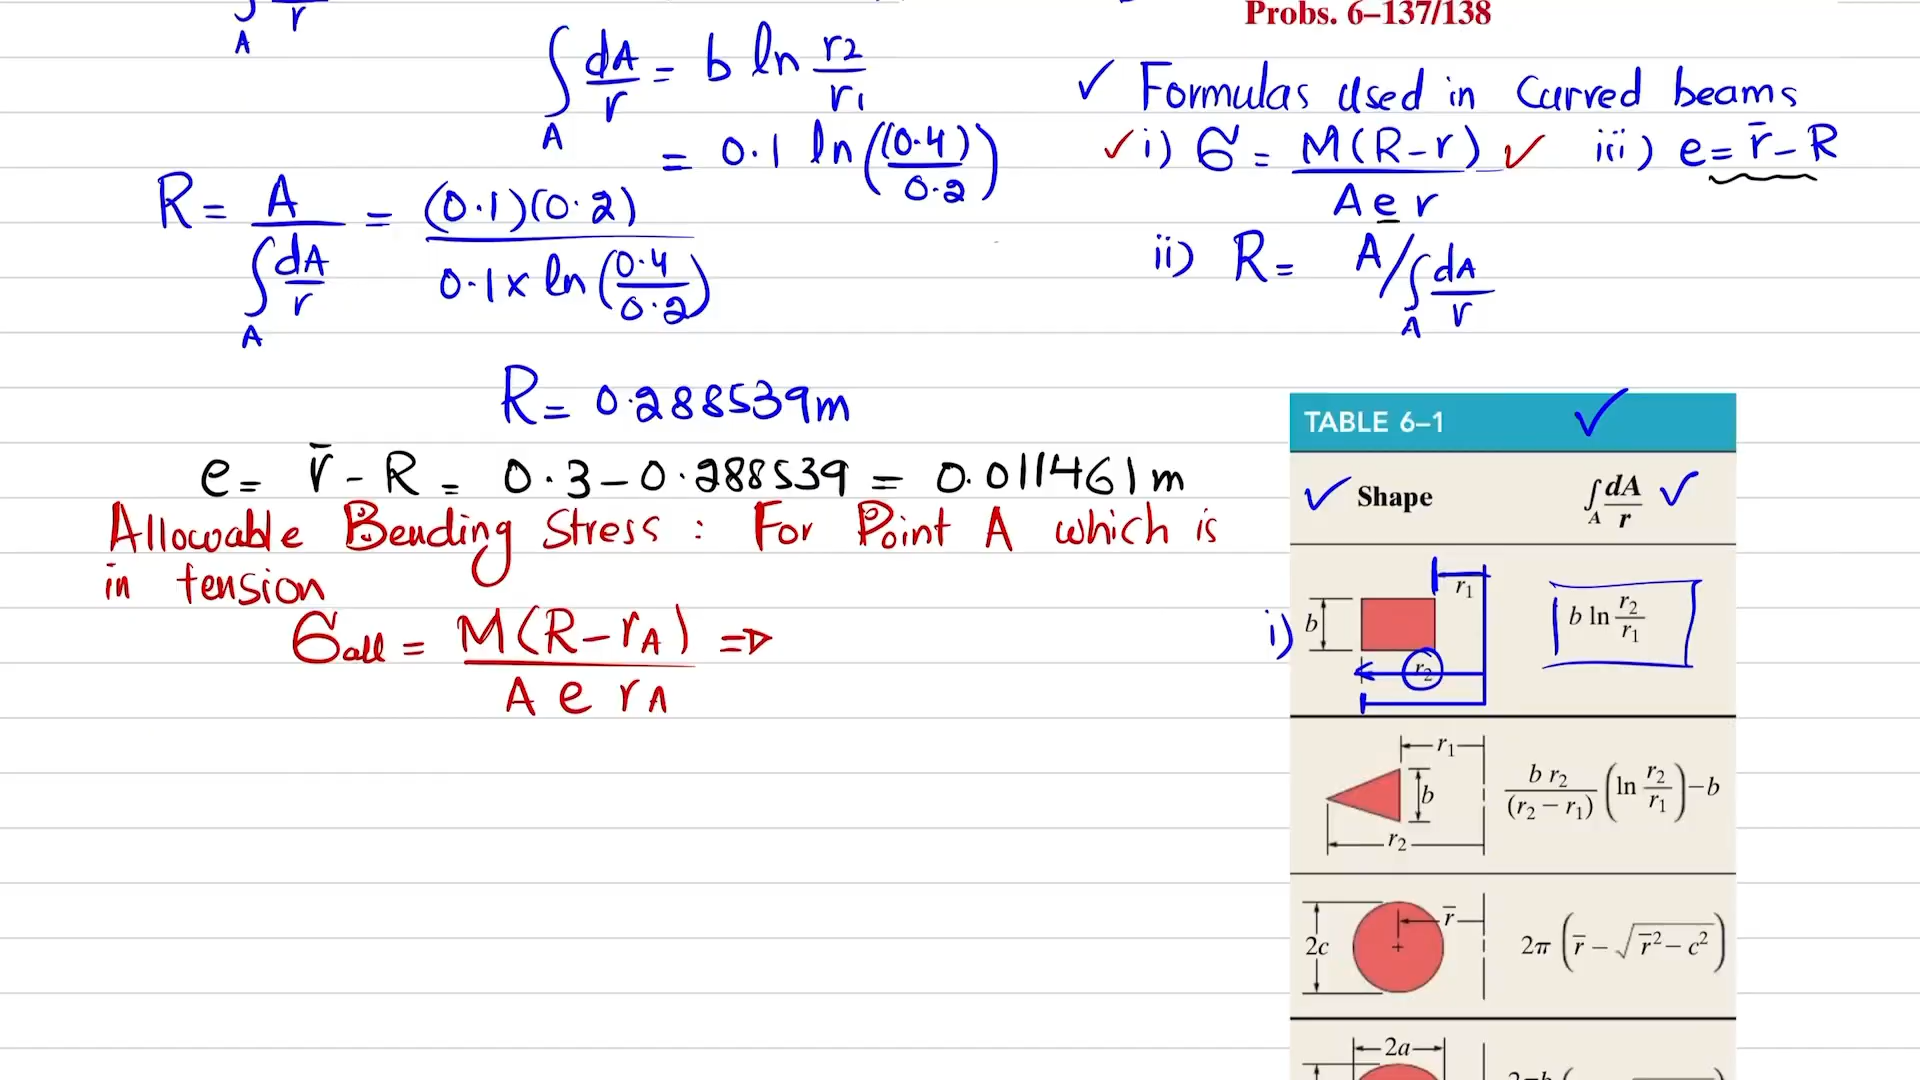 ∫A r
Probs. 6–137/138
∫A dA/r = b ln r2/r1
= 0.1 ln((0.4)/0.2)
R = A / ∫A dA/r = (0.1)(0.2) / 0.1 x ln(0.4/0.2)
R = 0.288539m
e = r̄ - R = 0.3 - 0.288539 = 0.011461 m
Allowable Bending Stress : For Point A which is
in tension
σall = M(R - rA) / A e rA =>
✓ Formulas used in Curved beams
✓ i) σ = M(R-r) / A e r ✓ iii) e = r̄ - R
ii) R = A / ∫A dA/r
TABLE 6–1 ✓
✓ Shape ∫A dA/r ✓
i) b r1 r2 b ln r2/r1
r1 b r2 b r2/(r2 − r1) (ln r2/r1) − b
2c r̄ 2π (r̄ − √(r̄² − c²))
2a